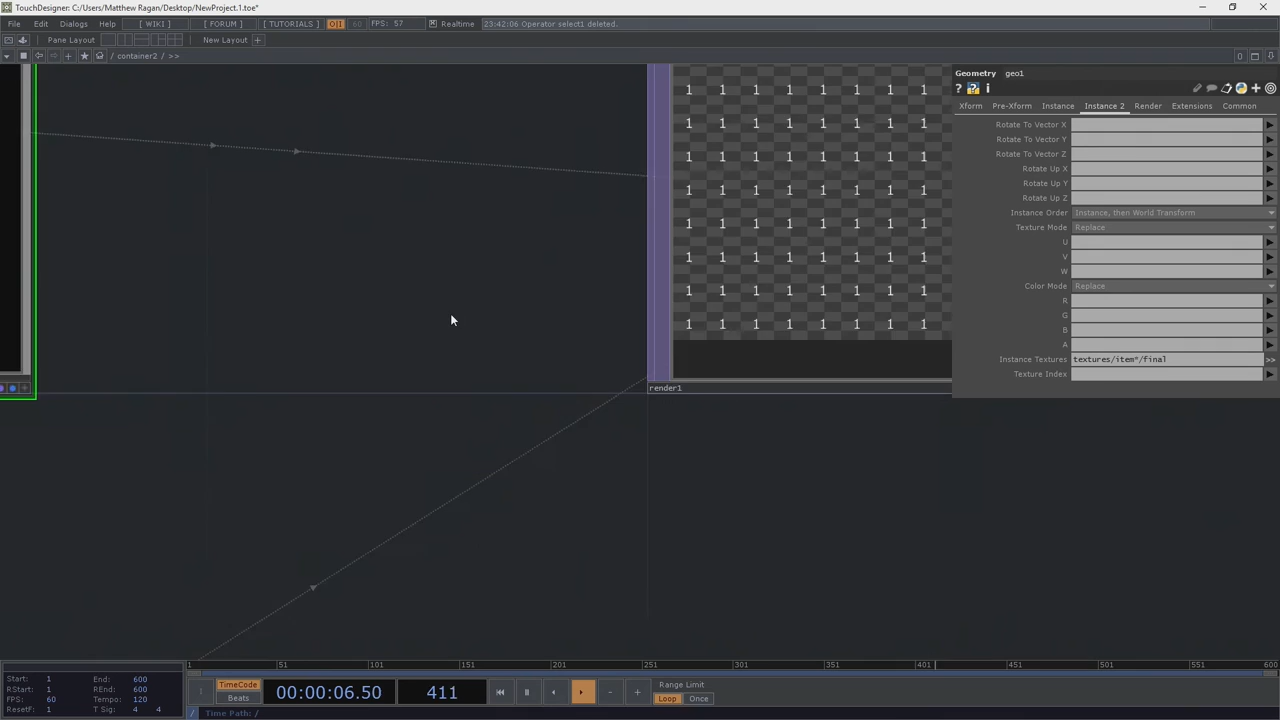 TouchDesigner: C:/Users/Matthew Ragan/Desktop/NewProject.1.toe*
File Edit Dialogs Help [ WIKI ] [ FORUM ] [ TUTORIALS ] O|I 60 FPS: 57 Realtime 23:42:06 Operator select1 deleted.
Pane Layout New Layout +
/ container2 / >> 0
Geometry geo1
Xform Pre-Xform Instance Instance 2 Render Extensions Common
Rotate To Vector X
Rotate To Vector Y
Rotate To Vector Z
Rotate Up X
Rotate Up Y
Rotate Up Z
Instance Order Instance, then World Transform
Texture Mode Replace
U
V
W
Color Mode Replace
R
G
B
A
Instance Textures textures/item*/final >>
Texture Index
1 1 1 1 1 1 1 1
1 1 1 1 1 1 1 1
1 1 1 1 1 1 1 1
1 1 1 1 1 1 1 1
1 1 1 1 1 1 1 1
1 1 1 1 1 1 1 1
1 1 1 1 1 1 1 1
1 1 1 1 1 1 1 1
render1
1 51 101 151 201 251 301 351 401 451 501 551 600
Start: 1 End: 600
RStart: 1 REnd: 600
FPS: 60 Tempo: 120
ResetF: 1 T Sig: 4 4
TimeCode
Beats
00:00:06.50 411
Range Limit
Loop Once
/ Time Path: /